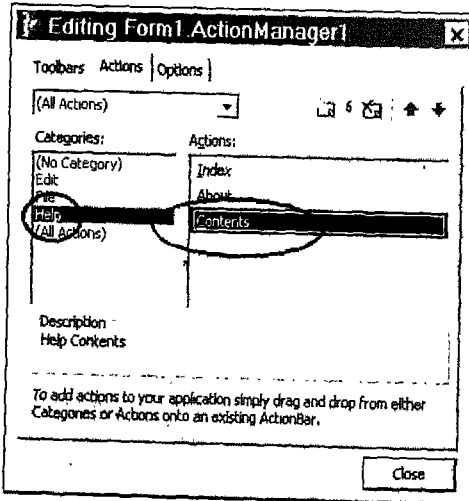 Editing Form1.ActionManager1
Toolbars Actions Options
(All Actions)
Categories: Actions:
(No Category) Index
Edit About
File
Help Contents
(All Actions)
Description
Help Contents
To add actions to your application simply drag and drop from either
Categories or Actions onto an existing ActionBar.
Close